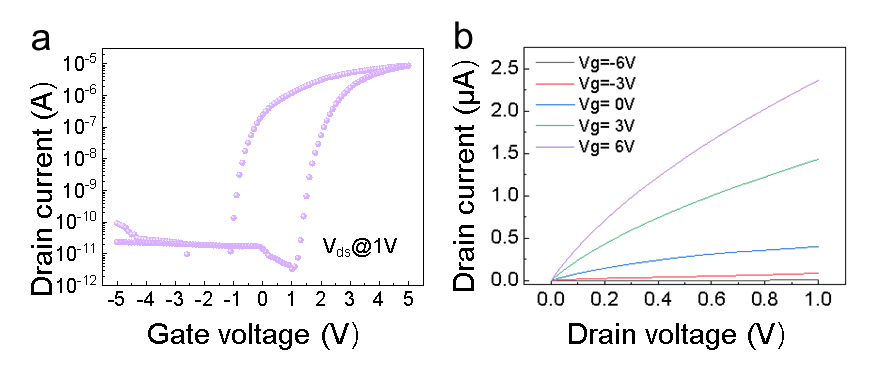 a
Drain current (A)
10⁻⁵
10⁻⁶
10⁻⁷
10⁻⁸
10⁻⁹
10⁻¹⁰
10⁻¹¹
10⁻¹²
V_ds@1V
-5 -4 -3 -2 -1 0 1 2 3 4 5
Gate voltage (V)
b
Drain current (μA)
2.5
2.0
1.5
1.0
0.5
0.0
Vg=-6V
Vg=-3V
Vg= 0V
Vg= 3V
Vg= 6V
0.0 0.2 0.4 0.6 0.8 1.0
Drain voltage (V)